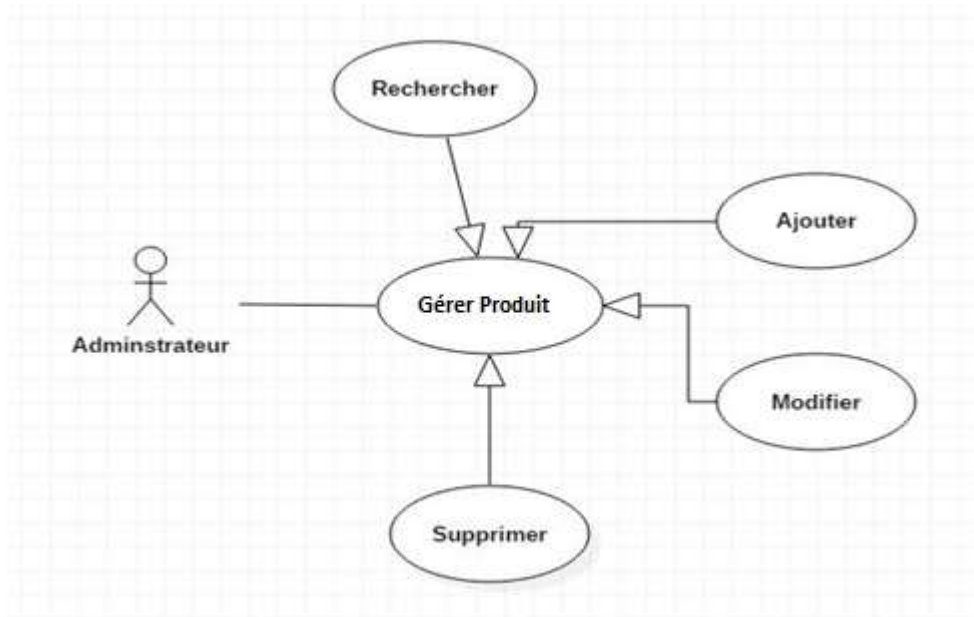 Rechercher
Ajouter
Gérer Produit
Adminstrateur
Modifier
Supprimer